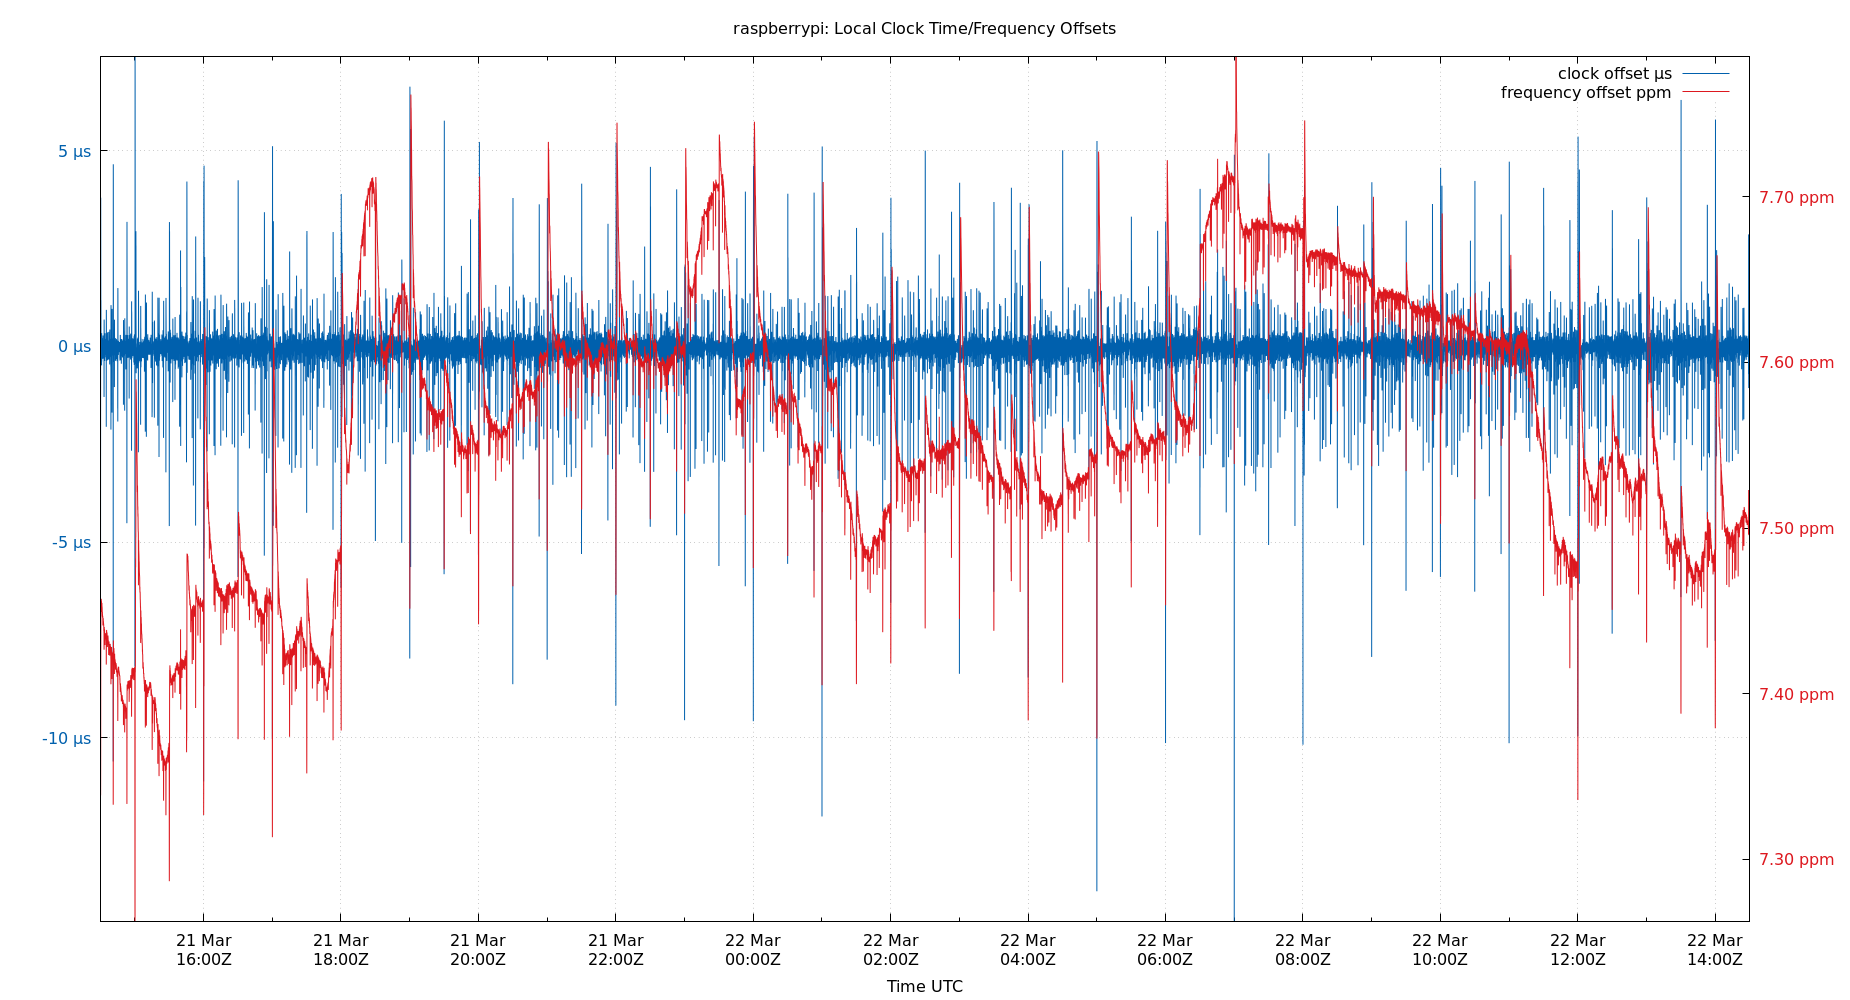 raspberrypi: Local Clock Time/Frequency Offsets
clock offset µs
frequency offset ppm
5 µs
0 µs
-5 µs
-10 µs
7.70 ppm
7.60 ppm
7.50 ppm
7.40 ppm
7.30 ppm
21 Mar 21 Mar 21 Mar 21 Mar 22 Mar 22 Mar 22 Mar 22 Mar 22 Mar 22 Mar 22 Mar 22 Mar
16:00Z 18:00Z 20:00Z 22:00Z 00:00Z 02:00Z 04:00Z 06:00Z 08:00Z 10:00Z 12:00Z 14:00Z
Time UTC